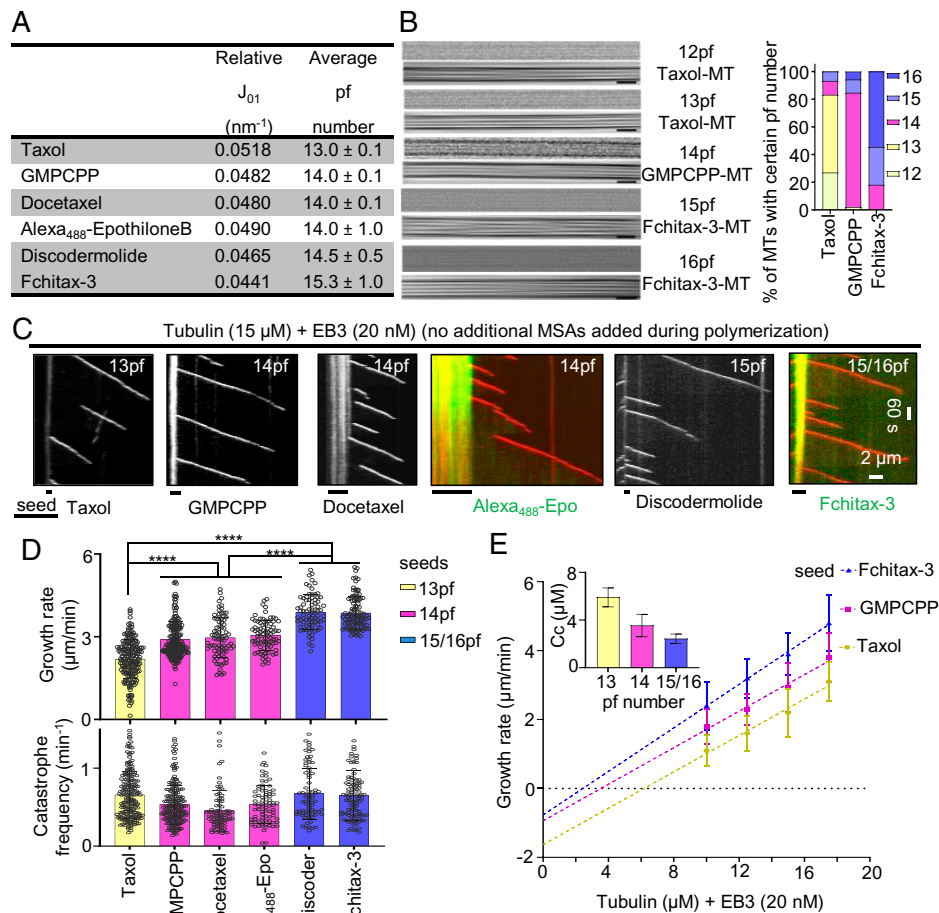 A
Relative Average
J01 pf
(nm-1) number
Taxol 0.0518 13.0 ± 0.1
GMPCPP 0.0482 14.0 ± 0.1
Docetaxel 0.0480 14.0 ± 0.1
Alexa488-EpothiloneB 0.0490 14.0 ± 1.0
Discodermolide 0.0465 14.5 ± 0.5
Fchitax-3 0.0441 15.3 ± 1.0
B
12pf
Taxol-MT
13pf
Taxol-MT
14pf
GMPCPP-MT
15pf
Fchitax-3-MT
16pf
Fchitax-3-MT
% of MTs with certain pf number
100
80
60
40
20
0
Taxol
GMPCPP
Fchitax-3
16
15
14
13
12
C
Tubulin (15 µM) + EB3 (20 nM) (no additional MSAs added during polymerization)
13pf 14pf 14pf 14pf 15pf 15/16pf
60 s
2 µm
seed Taxol GMPCPP Docetaxel Alexa488-Epo Discodermolide Fchitax-3
D
****
**** ****
Growth rate
(µm/min)
6
3
0
seeds
13pf
14pf
15/16pf
Catastrophe
frequency (min-1)
1
0
Taxol
MPCPP
ocetaxel
488-Epo
iscoder
chitax-3
E
Growth rate (µm/min)
6
4
2
0
-2
0 4 8 12 16 20
Tubulin (µM) + EB3 (20 nM)
Cc (µM)
8
4
0
13 14 15/16
pf number
seed Fchitax-3
GMPCPP
Taxol